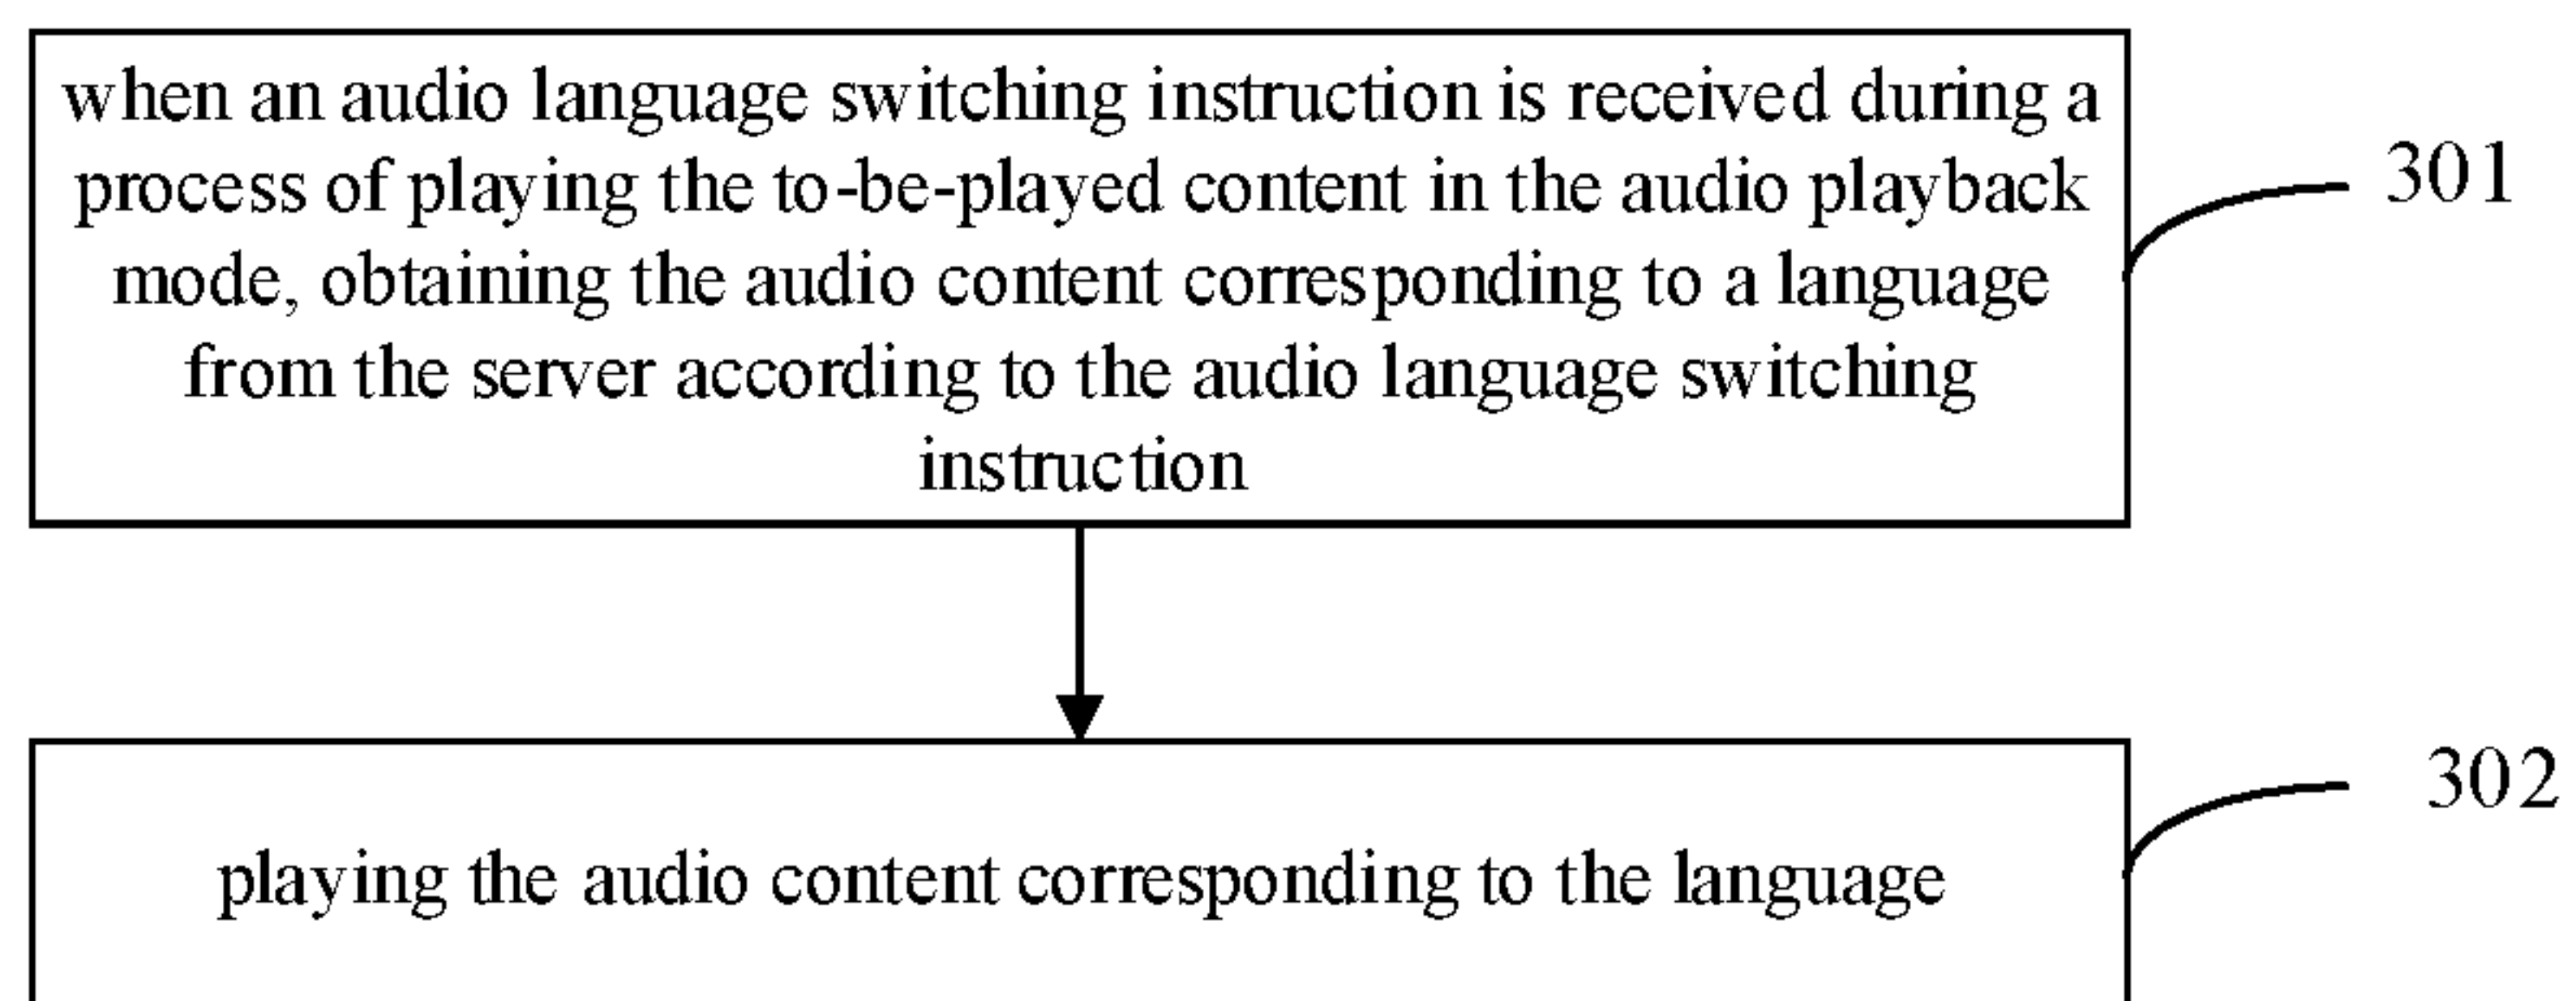 when an audio language switching instruction is received during a
process of playing the to-be-played content in the audio playback
mode, obtaining the audio content corresponding to a language
from the server according to the audio language switching
instruction
301
playing the audio content corresponding to the language
302